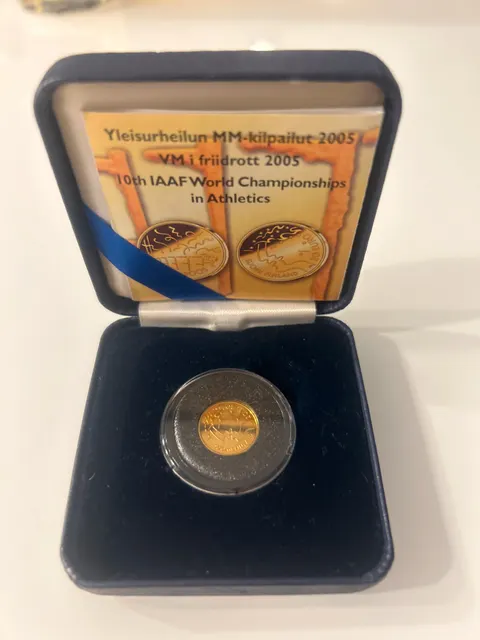 Yleisurheilun MM-kilpailut 2005
VM i friidrott 2005
10th IAAF World Championships
in Athletics